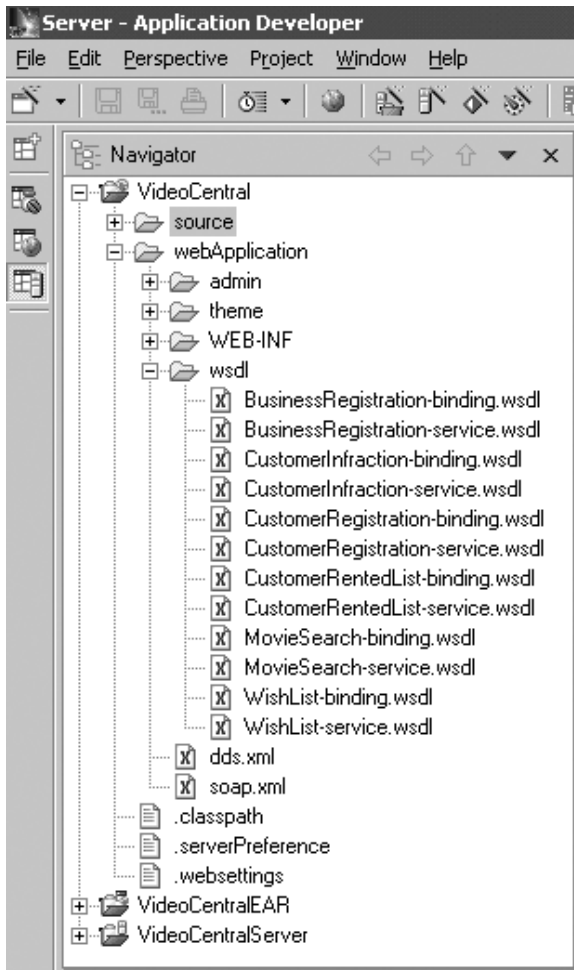 Server - Application Developer
File Edit Perspective Project Window Help
Navigator
VideoCentral
source
webApplication
admin
theme
WEB-INF
wsdl
BusinessRegistration-binding.wsdl
BusinessRegistration-service.wsdl
CustomerInfraction-binding.wsdl
CustomerInfraction-service.wsdl
CustomerRegistration-binding.wsdl
CustomerRegistration-service.wsdl
CustomerRentedList-binding.wsdl
CustomerRentedList-service.wsdl
MovieSearch-binding.wsdl
MovieSearch-service.wsdl
WishList-binding.wsdl
WishList-service.wsdl
dds.xml
soap.xml
.classpath
.serverPreference
.websettings
VideoCentralEAR
VideoCentralServer